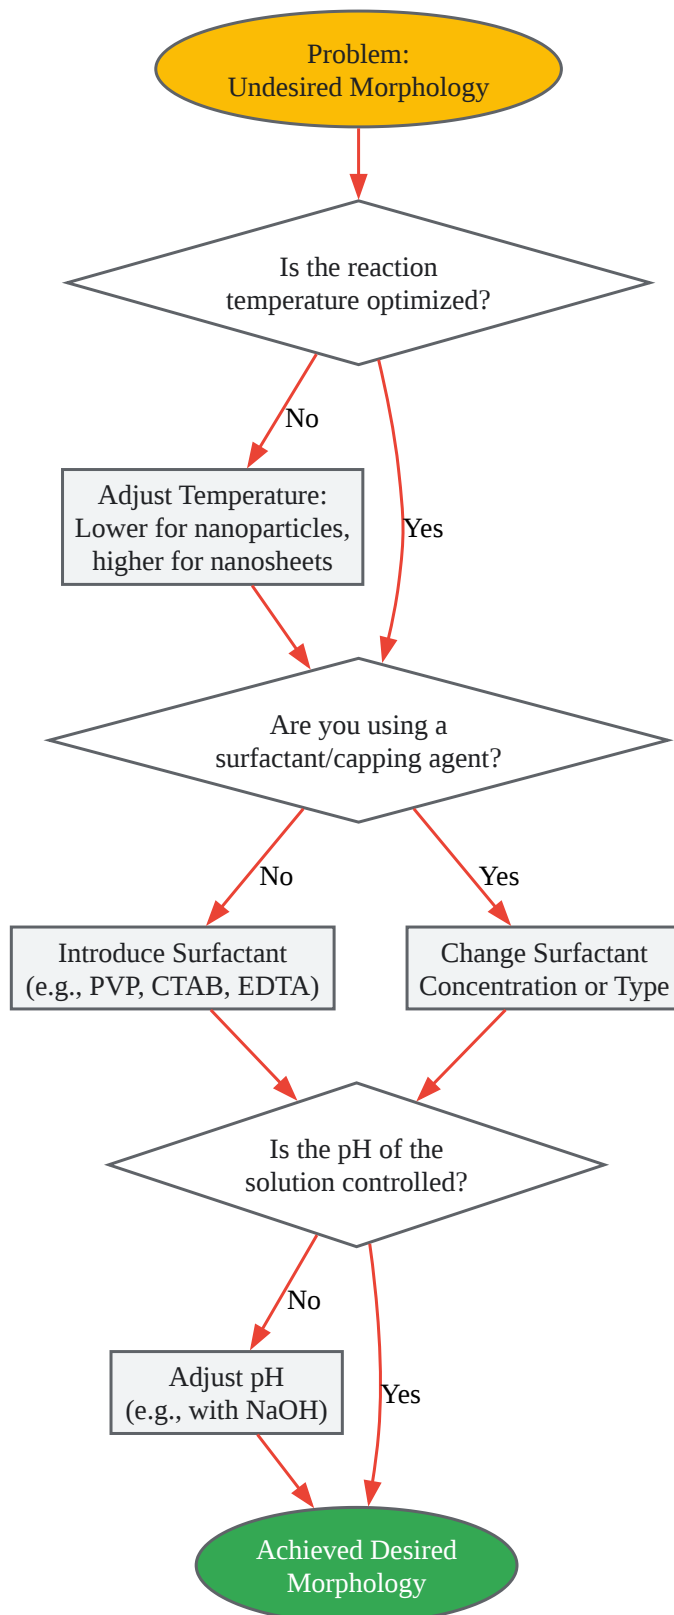 Problem:
Undesired Morphology
Is the reaction
temperature optimized?
No
Adjust Temperature:
Lower for nanoparticles,
higher for nanosheets
Yes
Are you using a
surfactant/capping agent?
No
Yes
Introduce Surfactant
(e.g., PVP, CTAB, EDTA)
Change Surfactant
Concentration or Type
Is the pH of the
solution controlled?
No
Adjust pH
(e.g., with NaOH)
Yes
Achieved Desired
Morphology